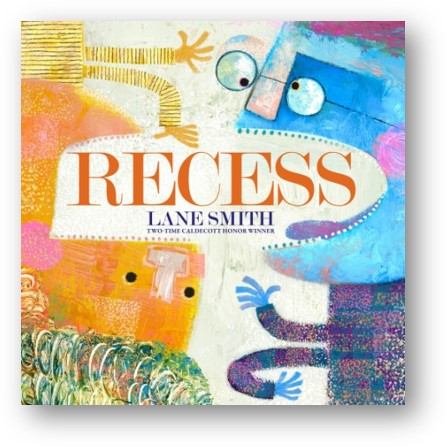 RECESS
LANE SMITH
TWO-TIME CALDECOTT HONOR WINNER